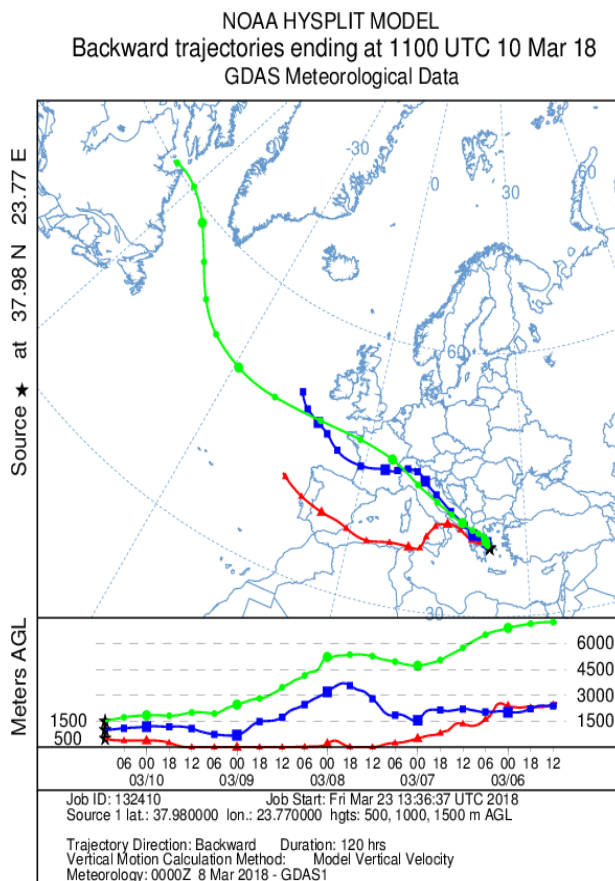 NOAA HYSPLIT MODEL
Backward trajectories ending at 1100 UTC 10 Mar 18
GDAS Meteorological Data
Source ★ at 37.98 N 23.77 E
-30
0
30
60
60
30
Meters AGL
6000
4500
3000
1500
1500
500
06 00 18 12 06 00 18 12 06 00 18 12 06 00 18 12 06 00 18 12
03/10 03/09 03/08 03/07 03/06
Job ID: 132410 Job Start: Fri Mar 23 13:36:37 UTC 2018
Source 1 lat.: 37.980000 lon.: 23.770000 hgts: 500, 1000, 1500 m AGL
Trajectory Direction: Backward Duration: 120 hrs
Vertical Motion Calculation Method: Model Vertical Velocity
Meteorology: 0000Z 8 Mar 2018 - GDAS1